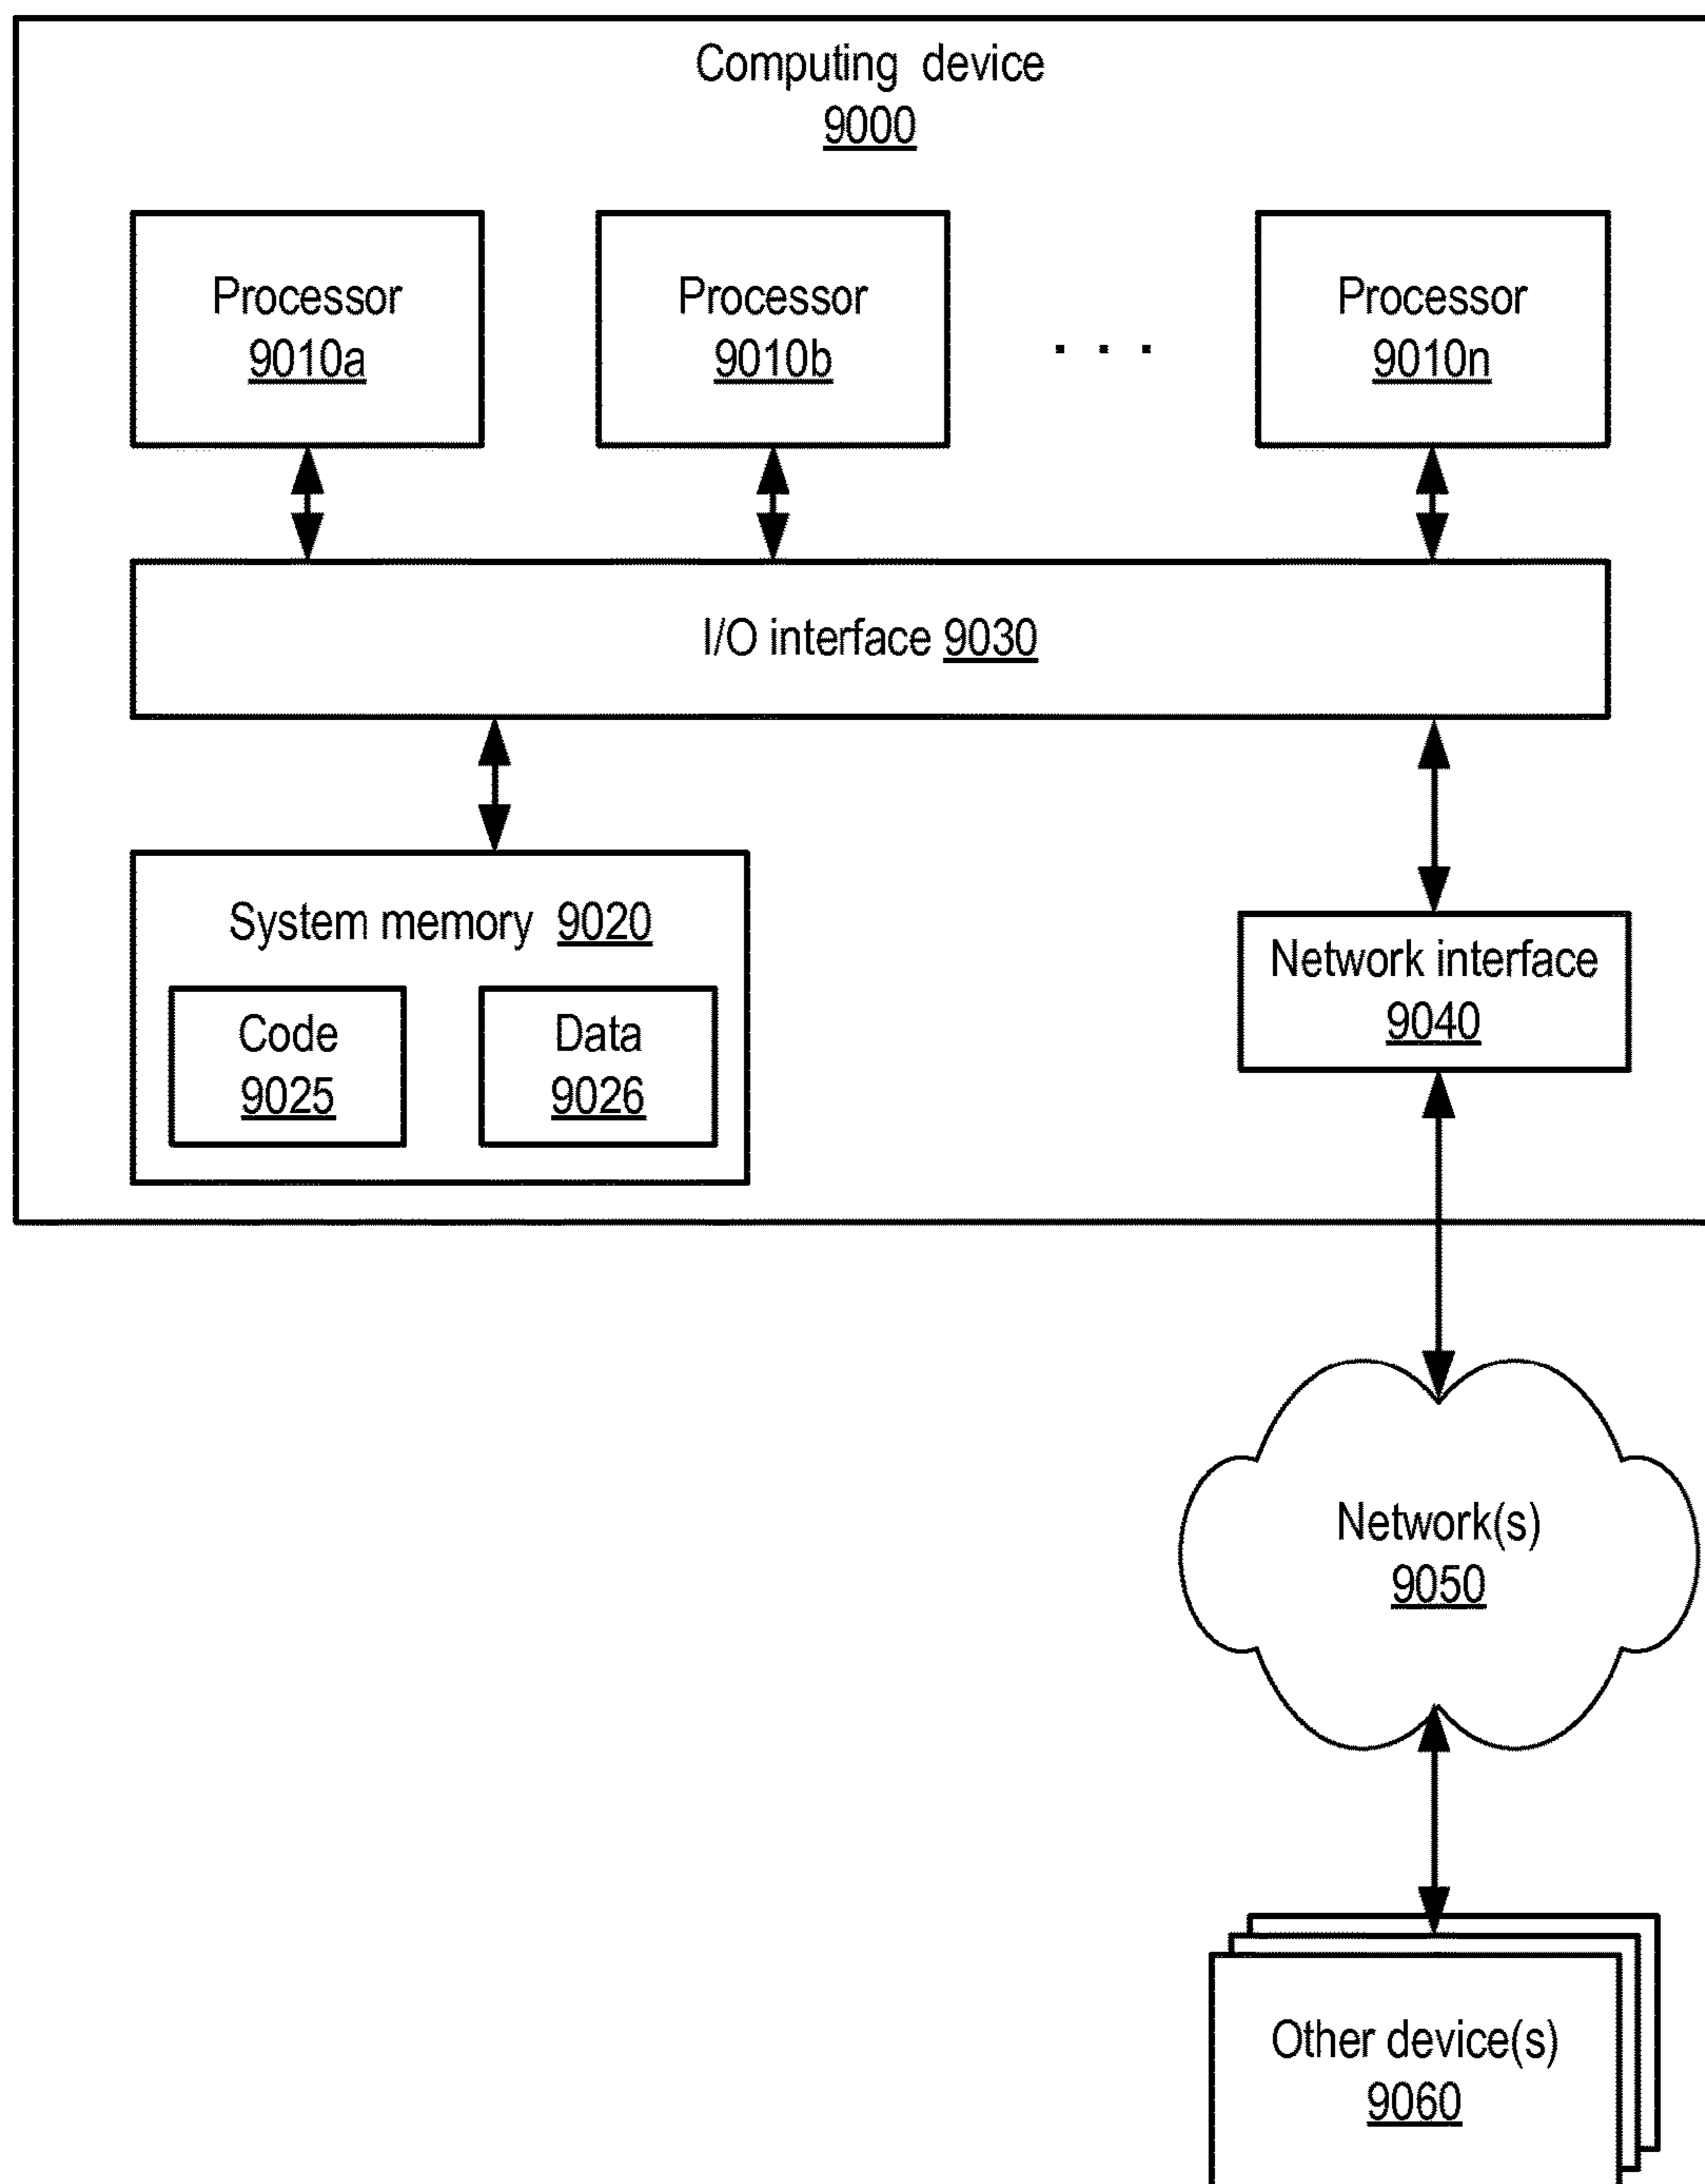 Computing device
9000
Processor
9010a
Processor
9010b
. . .
Processor
9010n
I/O interface 9030
System memory 9020
Code
9025
Data
9026
Network interface
9040
Network(s)
9050
Other device(s)
9060